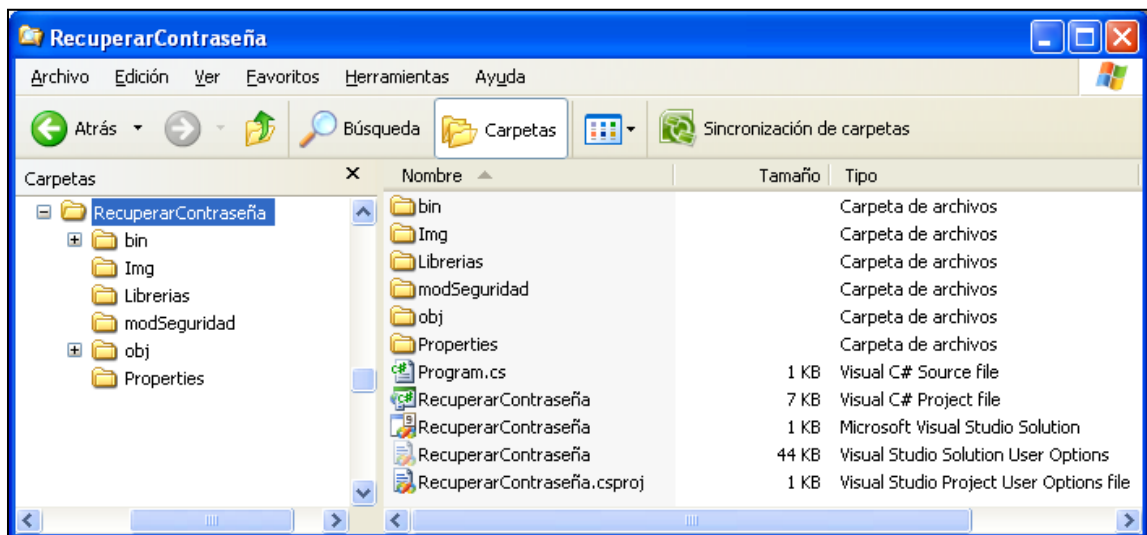 RecuperarContraseña
Archivo Edición Ver Favoritos Herramientas Ayuda
Atrás Búsqueda Carpetas Sincronización de carpetas
Carpetas
RecuperarContraseña
bin
Img
Librerias
modSeguridad
obj
Properties
Nombre Tamaño Tipo
bin Carpeta de archivos
Img Carpeta de archivos
Librerias Carpeta de archivos
modSeguridad Carpeta de archivos
obj Carpeta de archivos
Properties Carpeta de archivos
Program.cs 1 KB Visual C# Source file
RecuperarContraseña 7 KB Visual C# Project file
RecuperarContraseña 1 KB Microsoft Visual Studio Solution
RecuperarContraseña 44 KB Visual Studio Solution User Options
RecuperarContraseña.csproj 1 KB Visual Studio Project User Options file